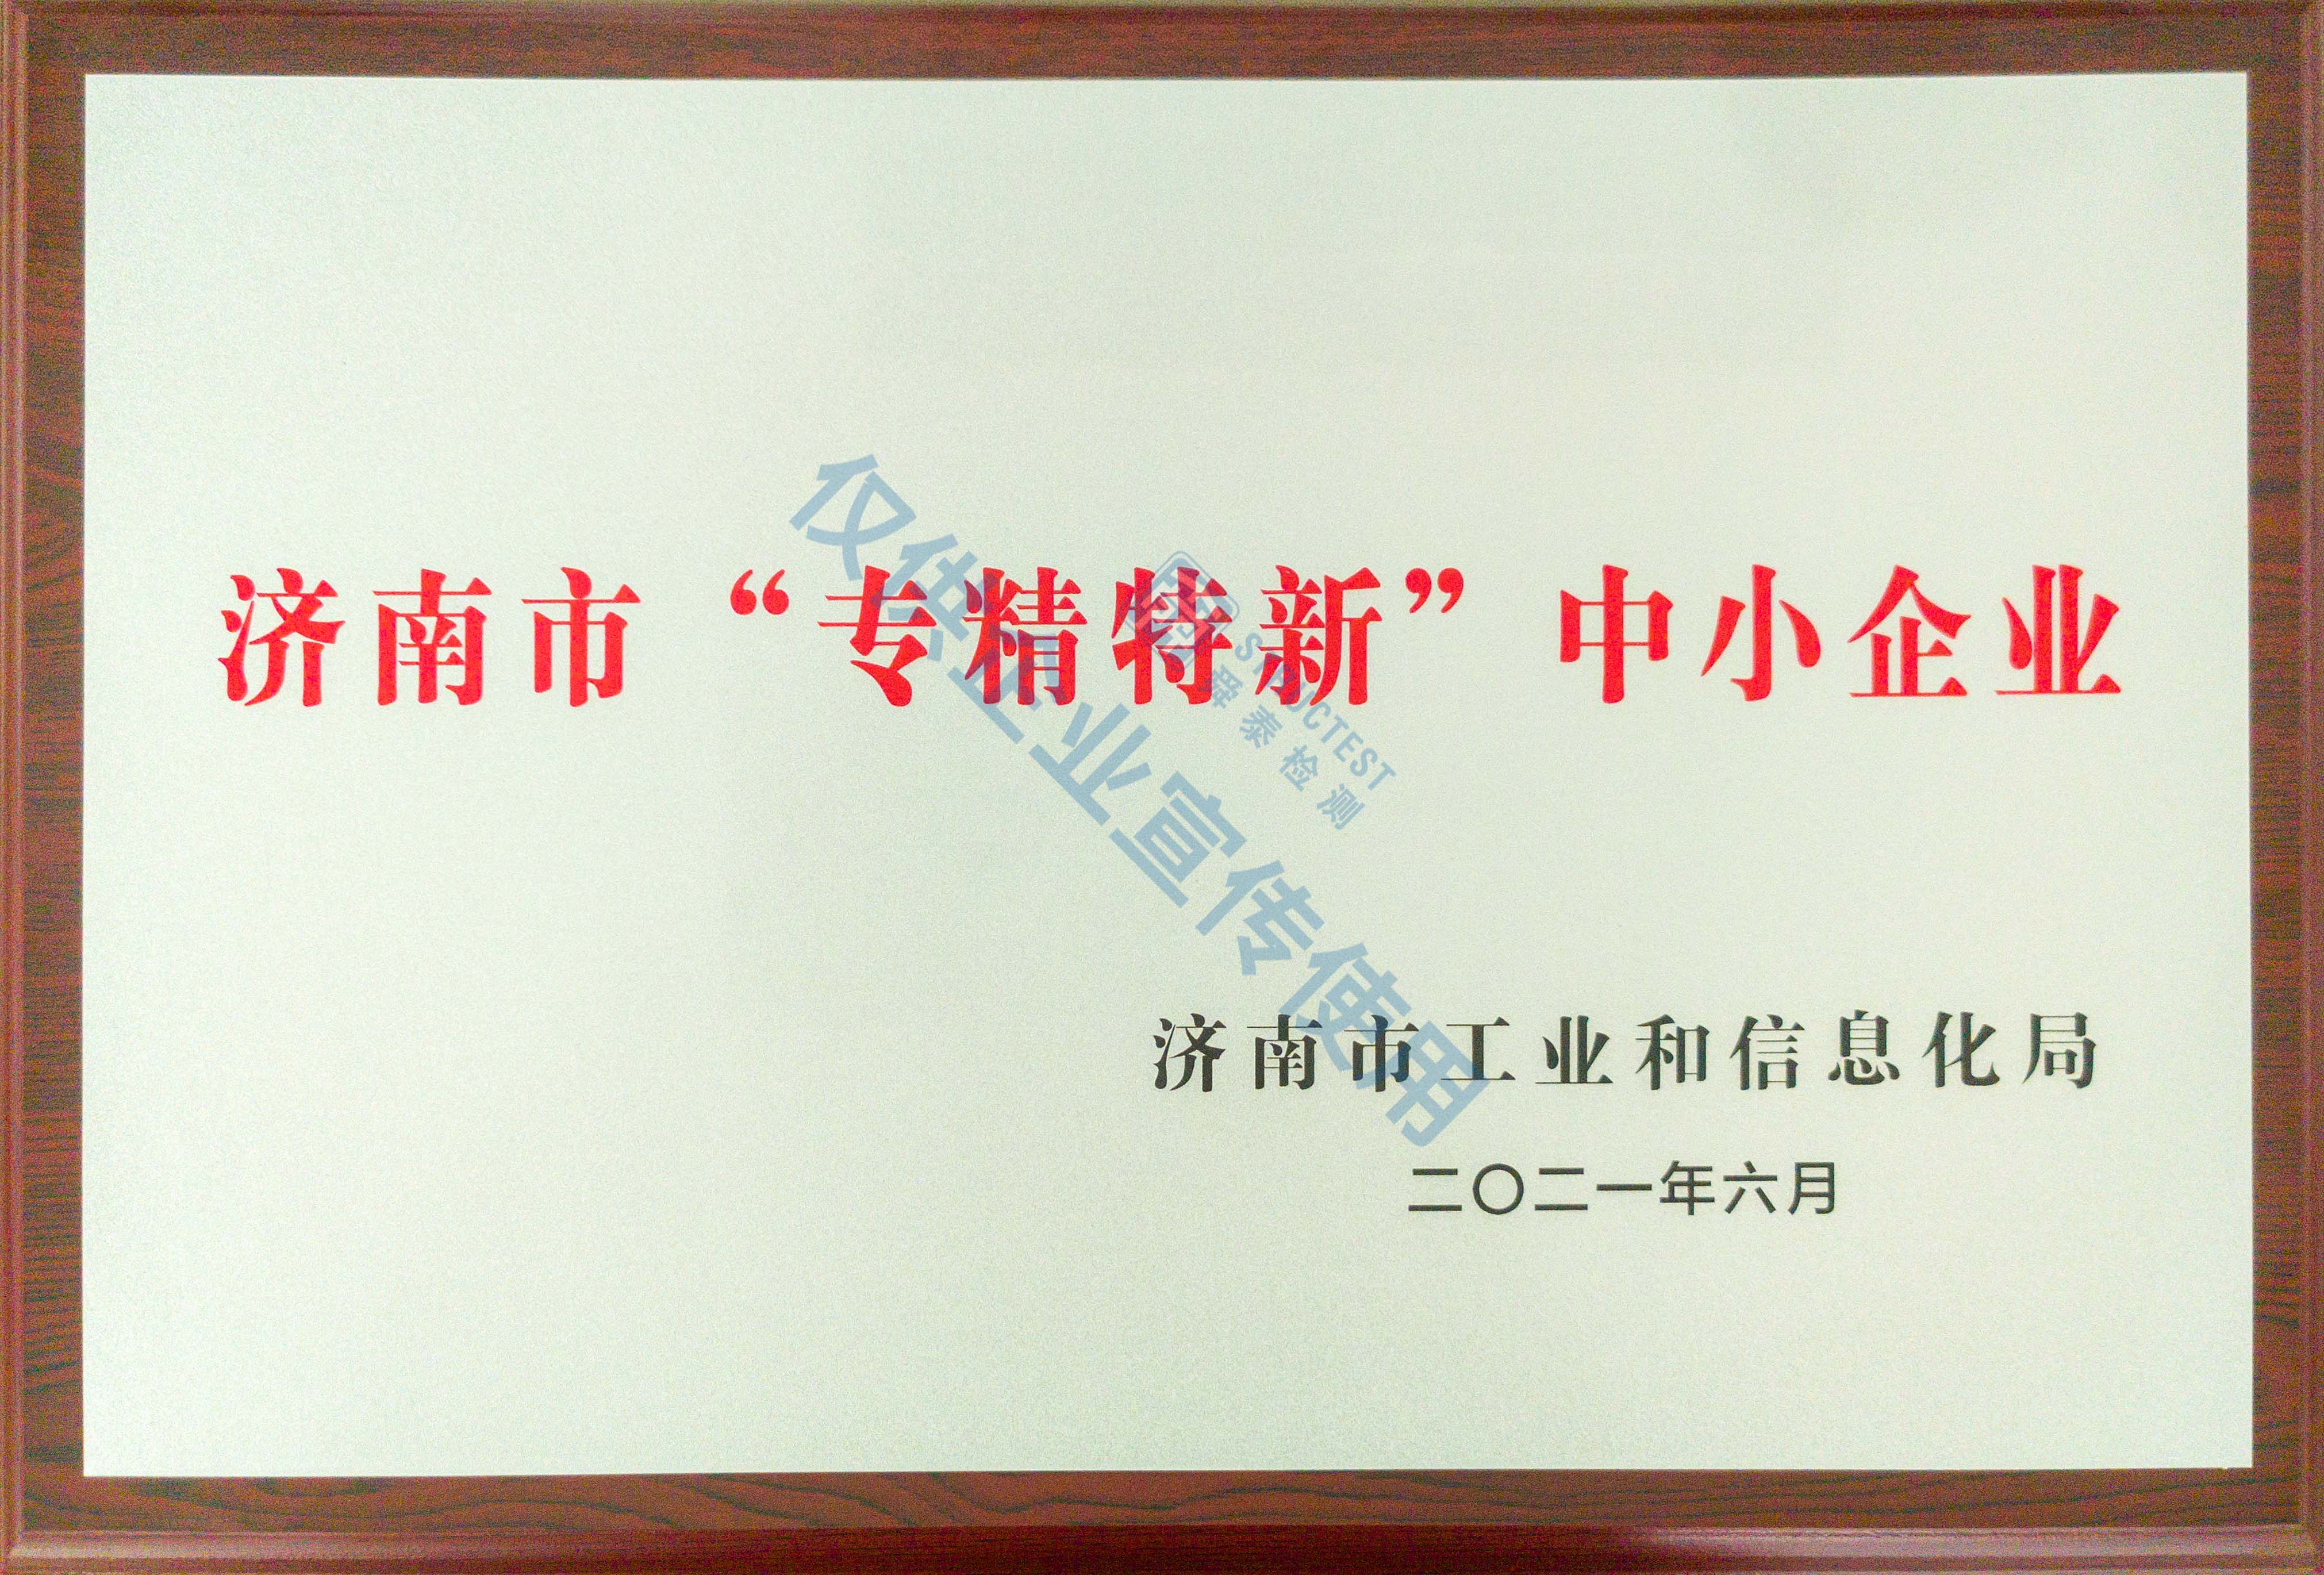 济南市“专精特新”中小企业
仅供企业宣传使用
STRUCTEST
舜泰检测
济南市工业和信息化局
二〇二一年六月